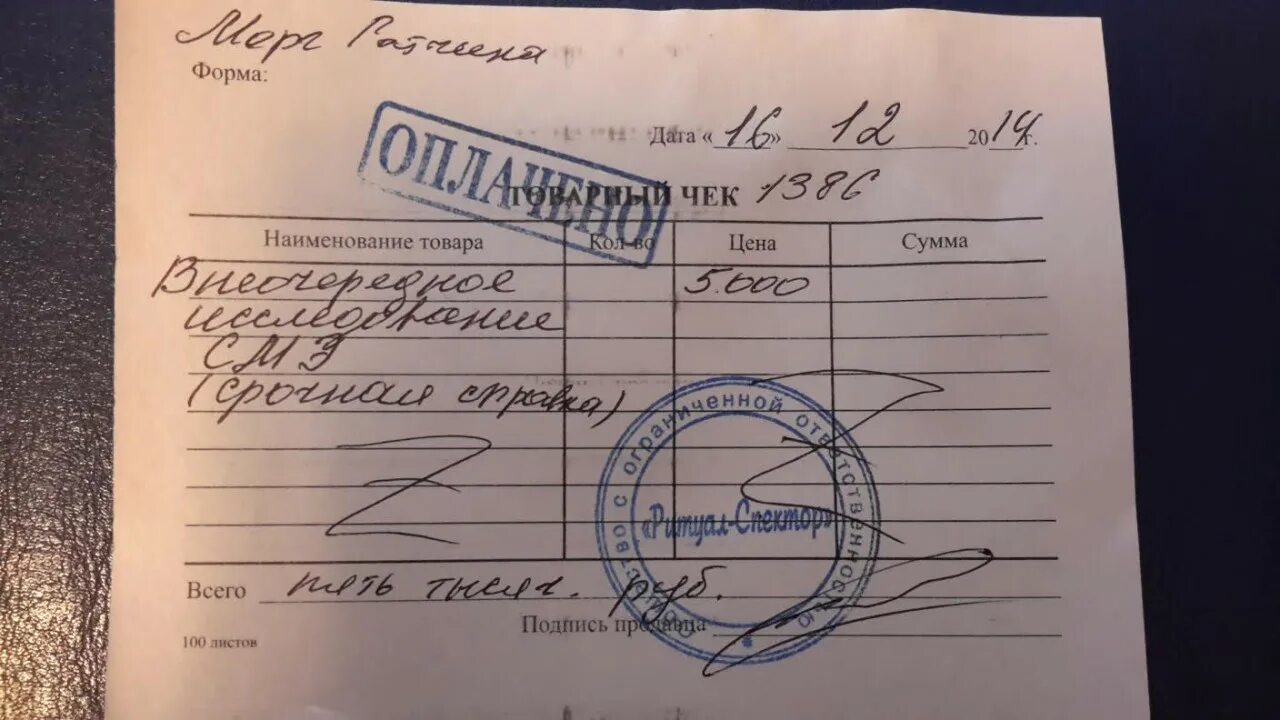 Морг Гатчина
Форма:
Дата « 16 » 12 2014 г.
ОПЛАЧЕНО
ТОВАРНЫЙ ЧЕК 1386
Наименование товара Кол-во Цена Сумма
Внеочередное 5.000
исследование
СМЭ
(срочная справка)
Общество с ограниченной ответственностью
«Ритуал-Спектор»
Всего пять тысяч. руб.
Подпись продавца
100 листов